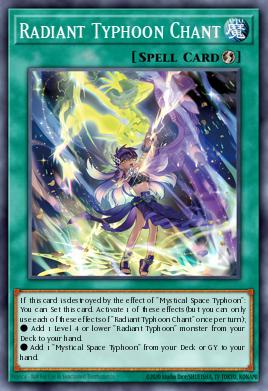 RADIANT TYPHOON CHANT
魔
[SPELL CARD]
If this card is destroyed by the effect of "Mystical Space Typhoon":
You can Set this card. Activate 1 of these effects (but you can only
use each of these effects of "Radiant Typhoon Chant" once per turn);
● Add 1 Level 4 or lower "Radiant Typhoon" monster from your
Deck to your hand.
● Add 1 "Mystical Space Typhoon" from your Deck or GY to your
hand.